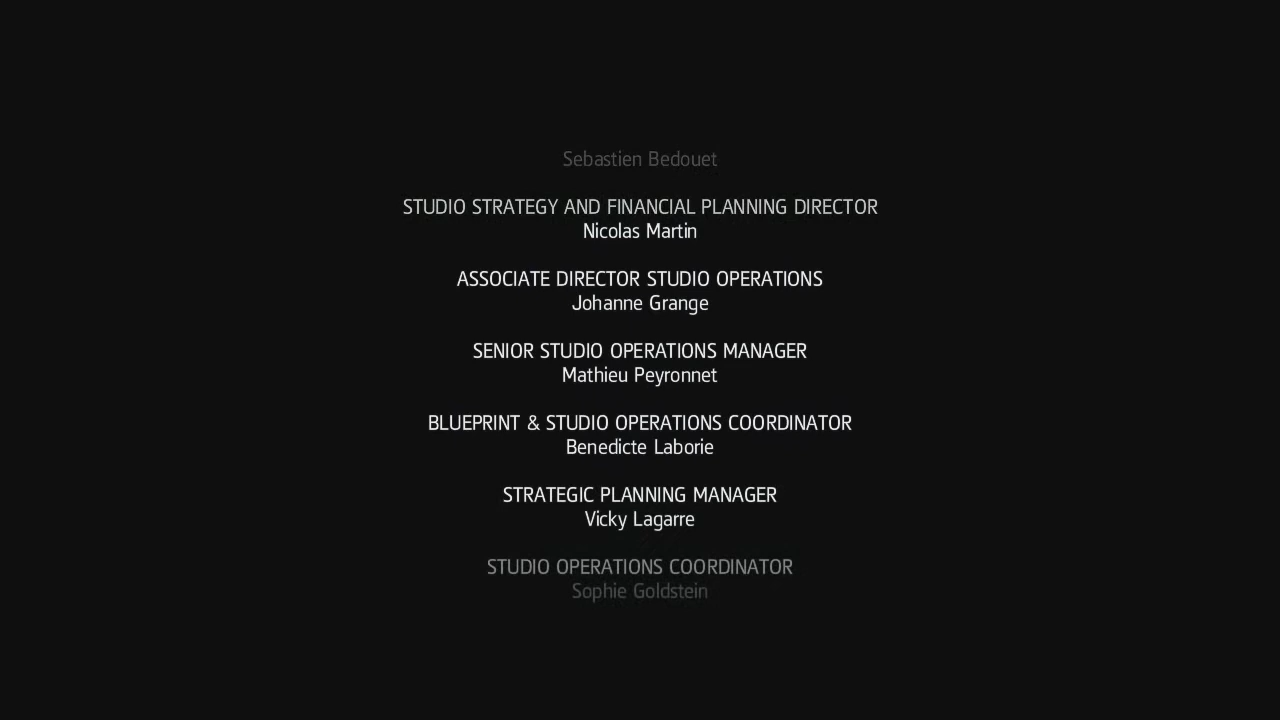 Sebastien Bedouet
STUDIO STRATEGY AND FINANCIAL PLANNING DIRECTOR
Nicolas Martin
ASSOCIATE DIRECTOR STUDIO OPERATIONS
Johanne Grange
SENIOR STUDIO OPERATIONS MANAGER
Mathieu Peyronnet
BLUEPRINT & STUDIO OPERATIONS COORDINATOR
Benedicte Laborie
STRATEGIC PLANNING MANAGER
Vicky Lagarre
STUDIO OPERATIONS COORDINATOR
Sophie Goldstein